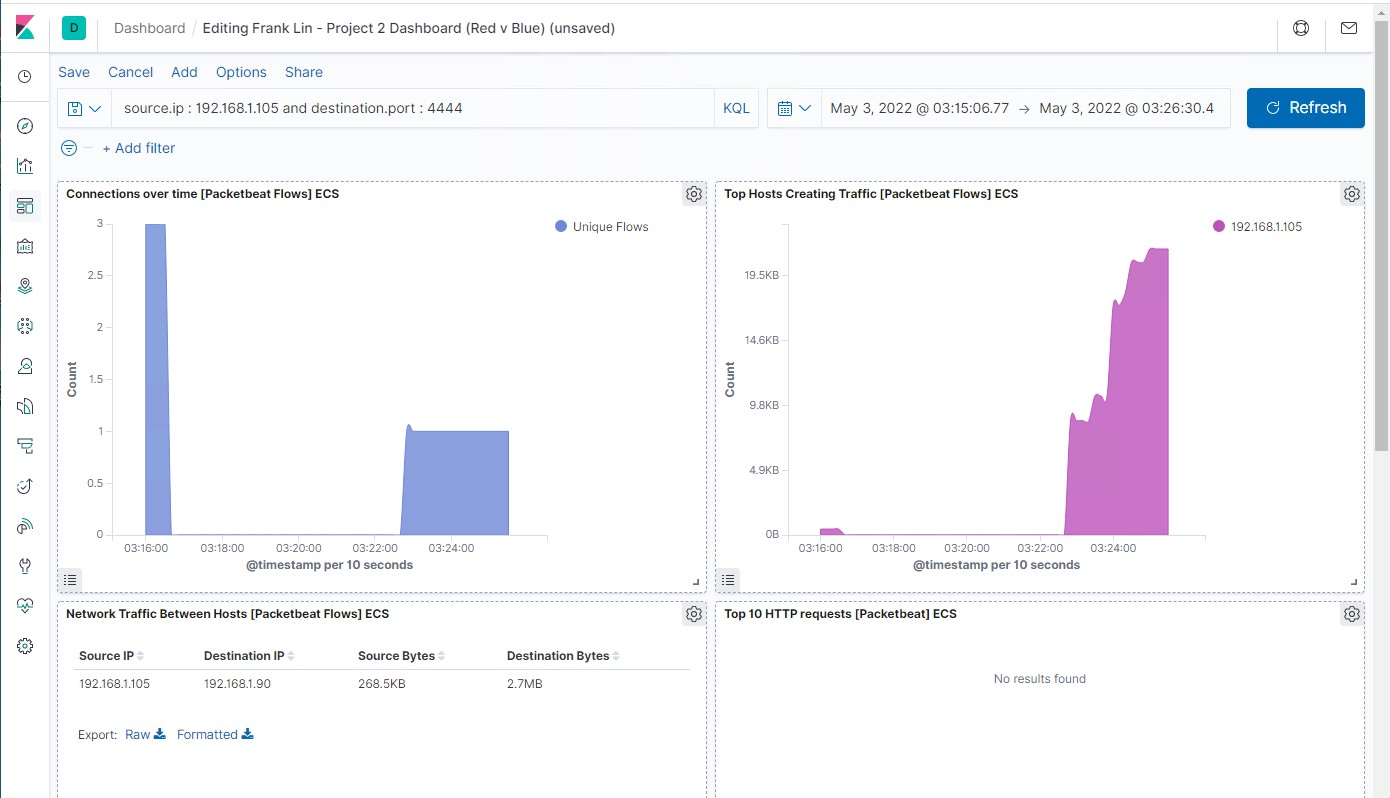 D
Dashboard / Editing Frank Lin - Project 2 Dashboard (Red v Blue) (unsaved)
Save Cancel Add Options Share
source.ip : 192.168.1.105 and destination.port : 4444 KQL May 3, 2022 @ 03:15:06.77 → May 3, 2022 @ 03:26:30.4 Refresh
+ Add filter
Connections over time [Packetbeat Flows] ECS
Unique Flows
3
2.5
2
1.5
1
0.5
0
Count
03:16:00 03:18:00 03:20:00 03:22:00 03:24:00
@timestamp per 10 seconds
Top Hosts Creating Traffic [Packetbeat Flows] ECS
192.168.1.105
19.5KB
14.6KB
9.8KB
4.9KB
0B
Count
03:16:00 03:18:00 03:20:00 03:22:00 03:24:00
@timestamp per 10 seconds
Network Traffic Between Hosts [Packetbeat Flows] ECS
Source IP Destination IP Source Bytes Destination Bytes
192.168.1.105 192.168.1.90 268.5KB 2.7MB
Export: Raw Formatted
Top 10 HTTP requests [Packetbeat] ECS
No results found